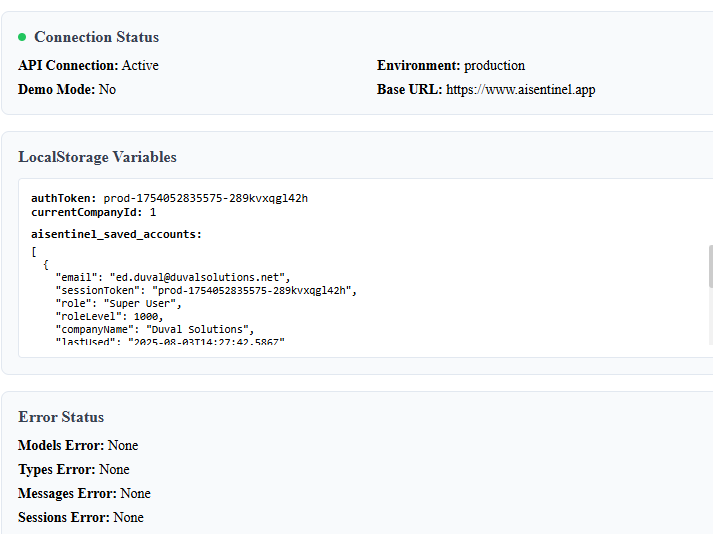 Connection Status
API Connection: Active
Environment: production
Demo Mode: No
Base URL: https://www.aisentinel.app
LocalStorage Variables
authToken: prod-1754052835575-289kvxqgl42h
currentCompanyId: 1
aisentinel_saved_accounts:
[
{
"email": "ed.duval@duvalsolutions.net",
"sessionToken": "prod-1754052835575-289kvxqgl42h",
"role": "Super User",
"roleLevel": 1000,
"companyName": "Duval Solutions",
"lastUsed": "2025-08-03T14:27:42.586Z"
Error Status
Models Error: None
Types Error: None
Messages Error: None
Sessions Error: None